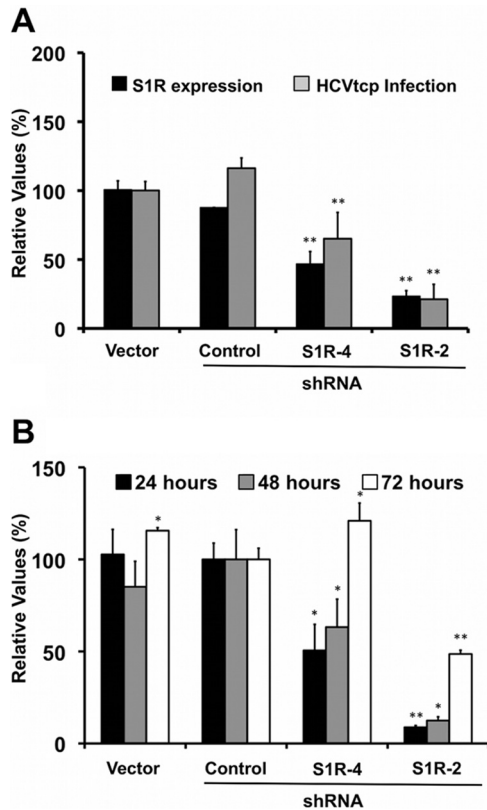 A
200
150
100
50
0
Relative Values (%)
S1R expression
HCVtcp Infection
** **
** **
Vector Control S1R-4 S1R-2
shRNA
B
150
100
50
0
Relative Values (%)
24 hours 48 hours 72 hours
*
* * *
** * **
Vector Control S1R-4 S1R-2
shRNA